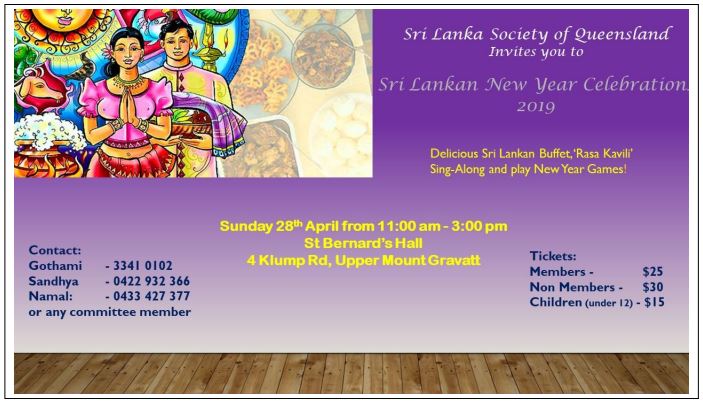 Sri Lanka Society of Queensland
Invites you to
Sri Lankan New Year Celebration
2019
Delicious Sri Lankan Buffet, 'Rasa Kavili'
Sing-Along and play New Year Games!
Sunday 28th April from 11:00 am - 3:00 pm
St Bernard's Hall
4 Klump Rd, Upper Mount Gravatt
Contact:
Gothami - 3341 0102
Sandhya - 0422 932 366
Namal: - 0433 427 377
or any committee member
Tickets:
Members - $25
Non Members - $30
Children (under 12) - $15